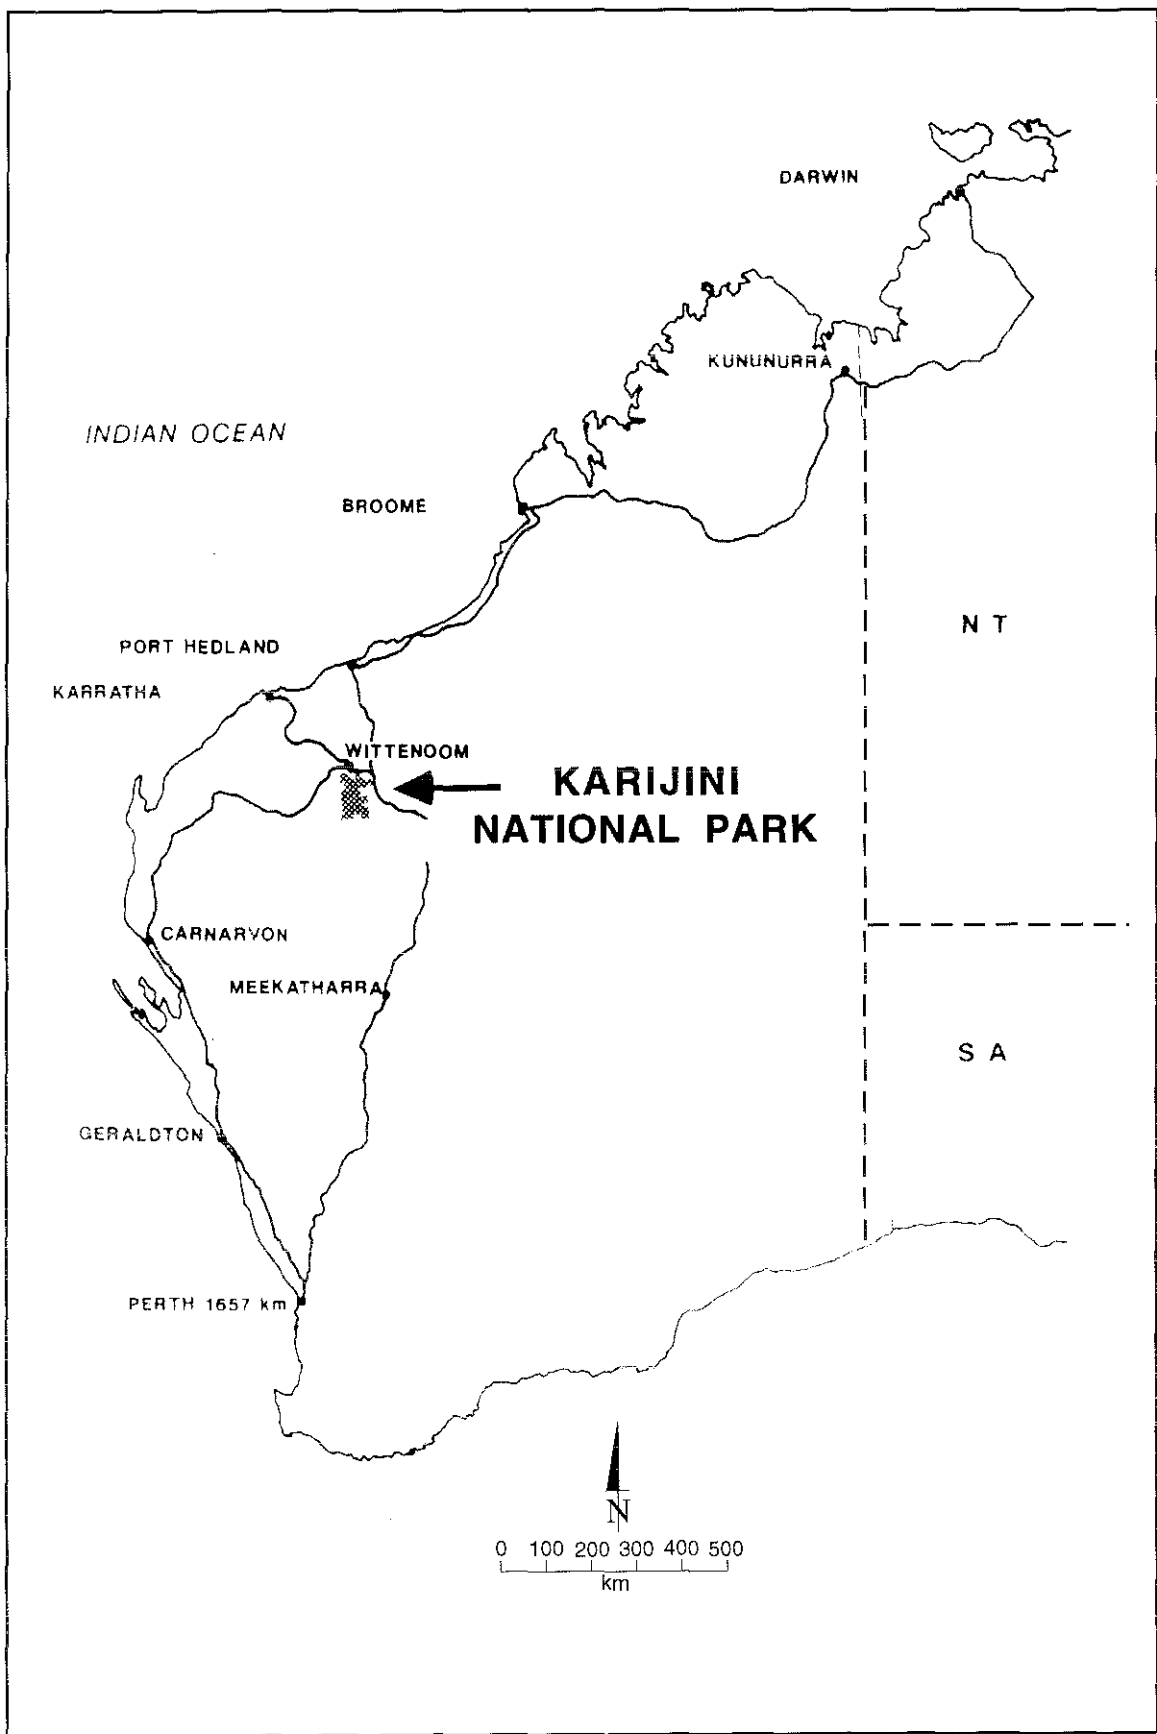 DARWIN
KUNUNURRA
INDIAN OCEAN
BROOME
N T
PORT HEDLAND
KARRATHA
WITTENOOM
KARIJINI
NATIONAL PARK
CARNARVON
MEEKATHARRA
S A
GERALDTON
PERTH 1657 km
N
0 100 200 300 400 500
km